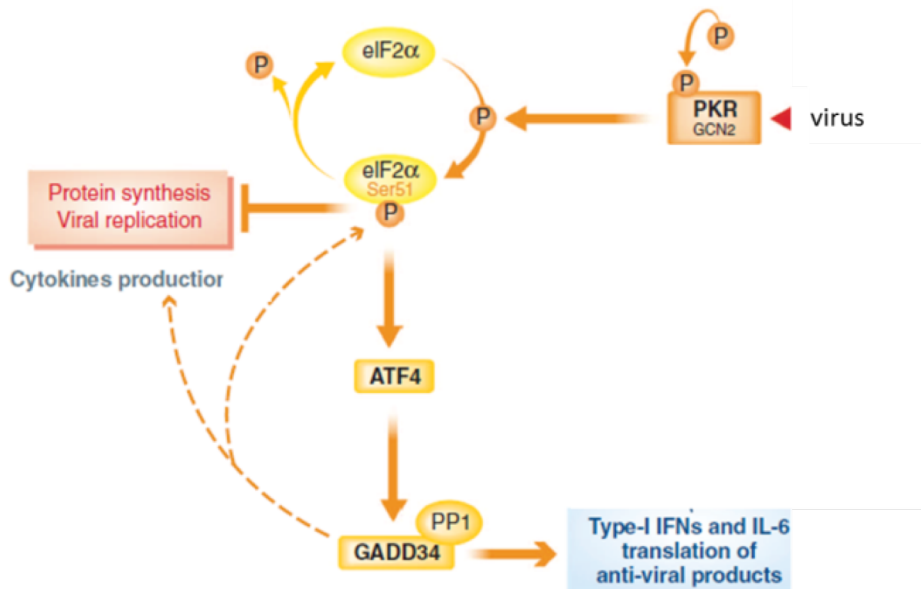 eIF2α
P
P
P
P
PKR
GCN2
virus
P
eIF2α
Ser51
P
Protein synthesis
Viral replication
Cytokines production
ATF4
PP1
GADD34
Type-I IFNs and IL-6
translation of
anti-viral products